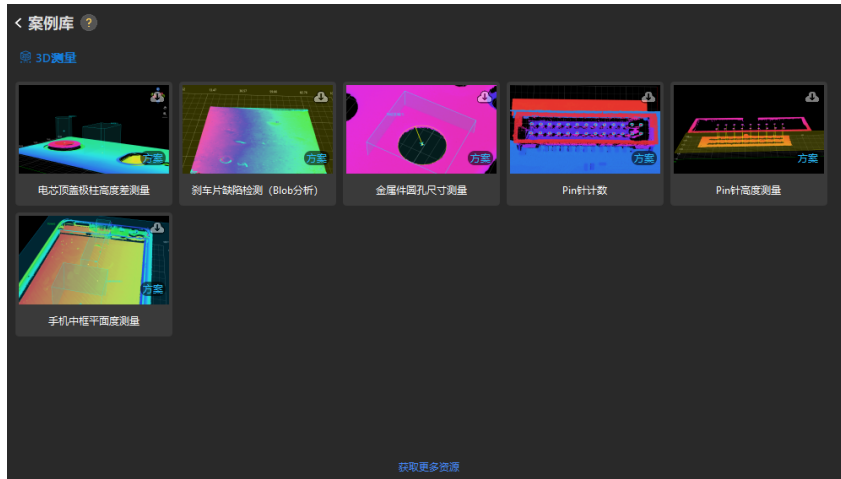 案例库 ?
3D测量
方案
方案
方案
方案
方案
电芯顶盖极柱高度差测量
刹车片缺陷检测（Blob分析）
金属件圆孔尺寸测量
Pin针计数
Pin针高度测量
方案
手机中框平面度测量
获取更多资源